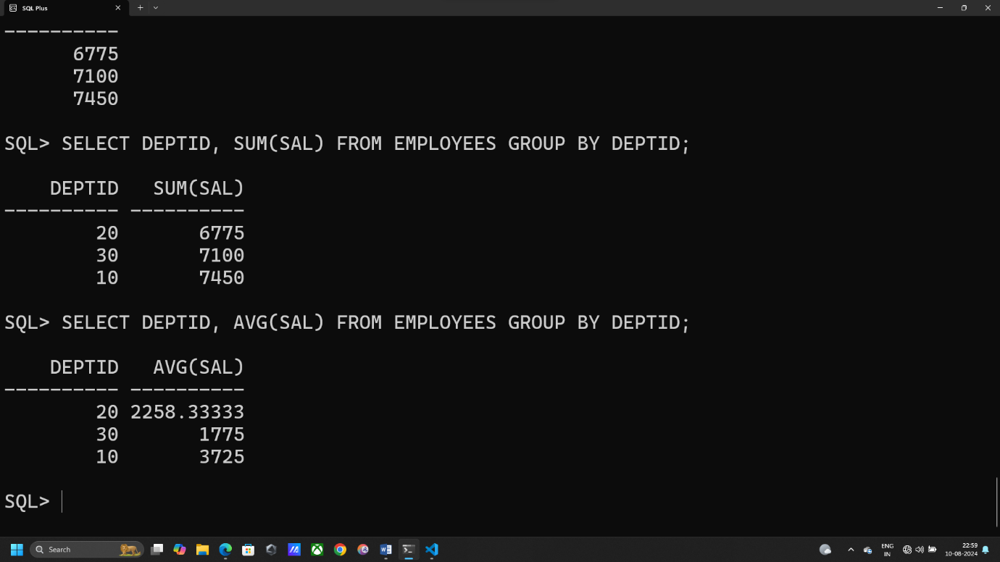 SQL Plus
----------
6775
7100
7450
SQL> SELECT DEPTID, SUM(SAL) FROM EMPLOYEES GROUP BY DEPTID;
DEPTID SUM(SAL)
---------- ----------
20 6775
30 7100
10 7450
SQL> SELECT DEPTID, AVG(SAL) FROM EMPLOYEES GROUP BY DEPTID;
DEPTID AVG(SAL)
---------- ----------
20 2258.33333
30 1775
10 3725
SQL>
Search
ENG
IN
22:59
10-08-2024